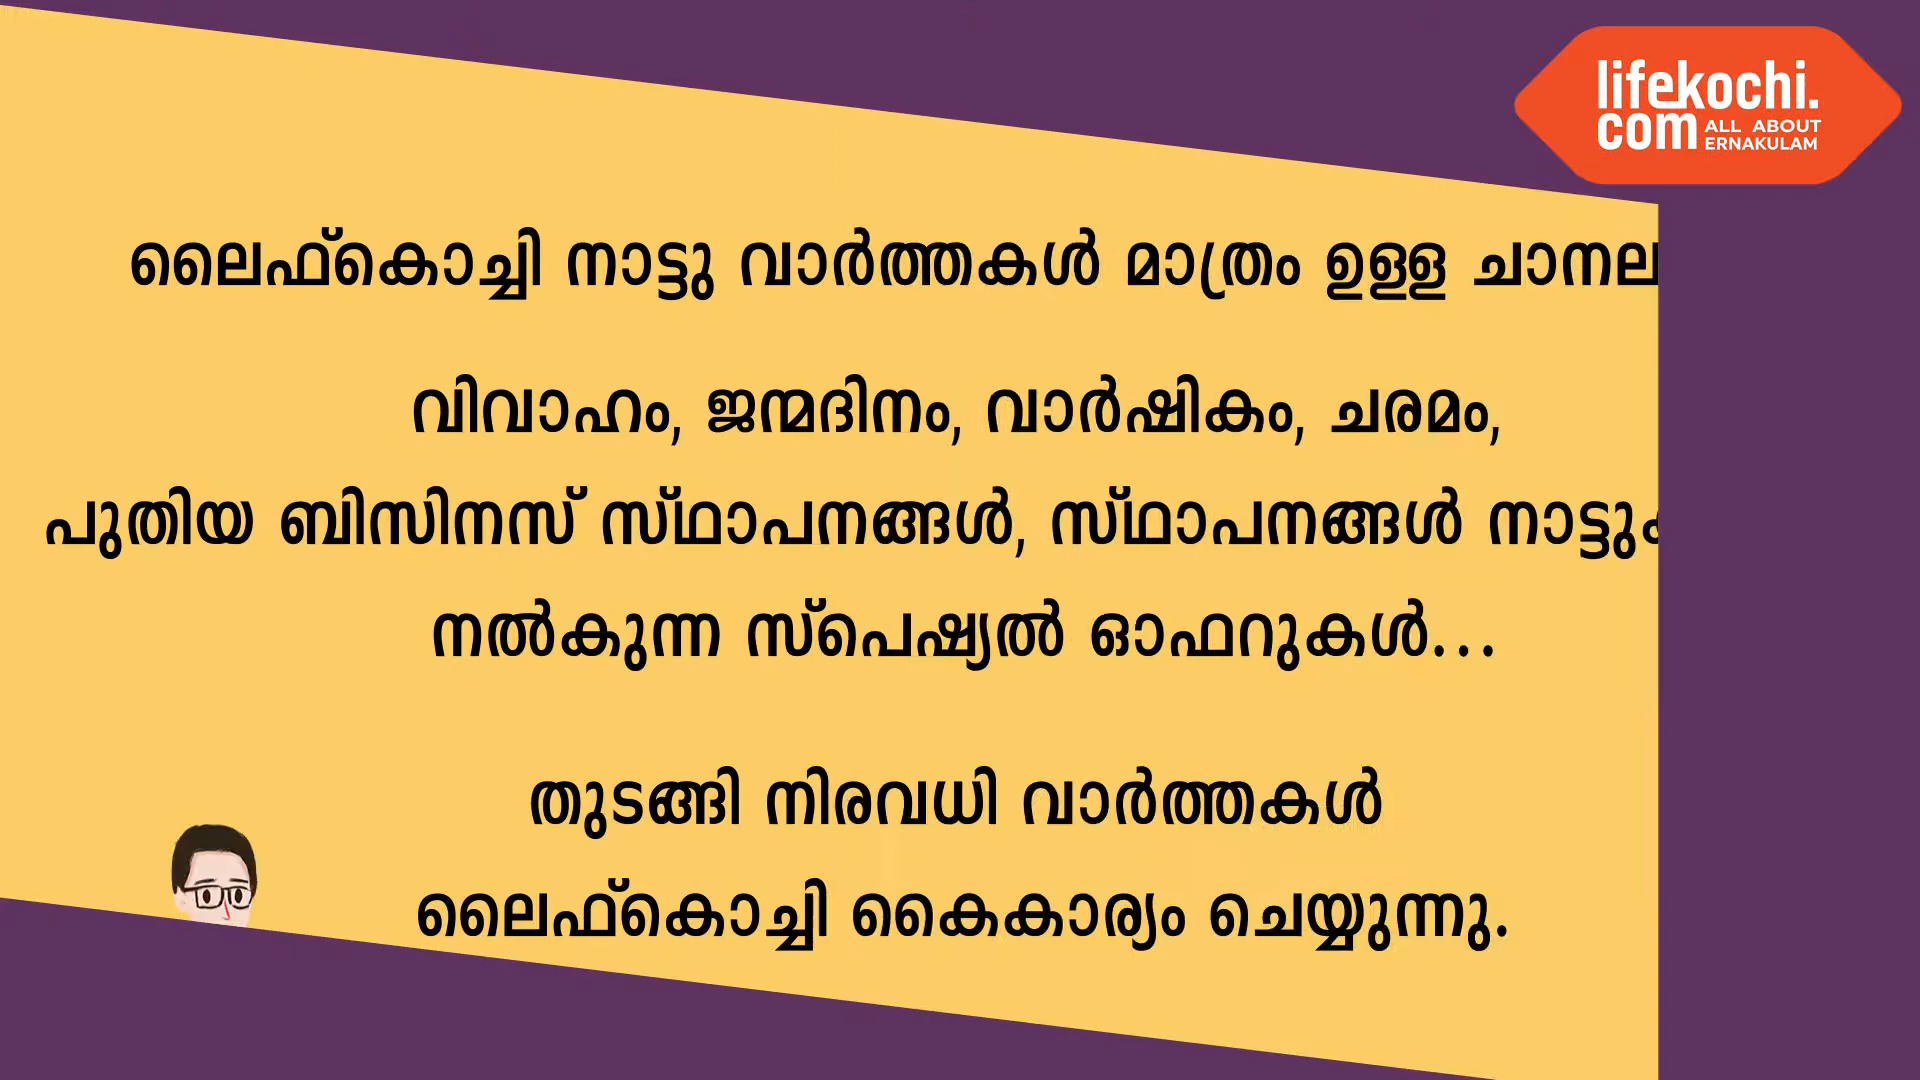 lifekochi.
com ALL ABOUT
ERNAKULAM
ലൈഫ്കൊച്ചി നാട്ടു വാർത്തകൾ മാത്രം ഉള്ള
വിവാഹം, ജന്മദിനം, വാർഷികം, ചരമം,
പുതിയ ബിസിനസ് സ്ഥാപനങ്ങൾ, സ്ഥാപനങ്ങൾ
നൽകുന്ന സ്പെഷ്യൽ ഓഫറുകൾ...
തുടങ്ങി നിരവധി വാർത്തകൾ
ലൈഫ്കൊച്ചി കൈകാര്യം ചെയ്യുന്നു.